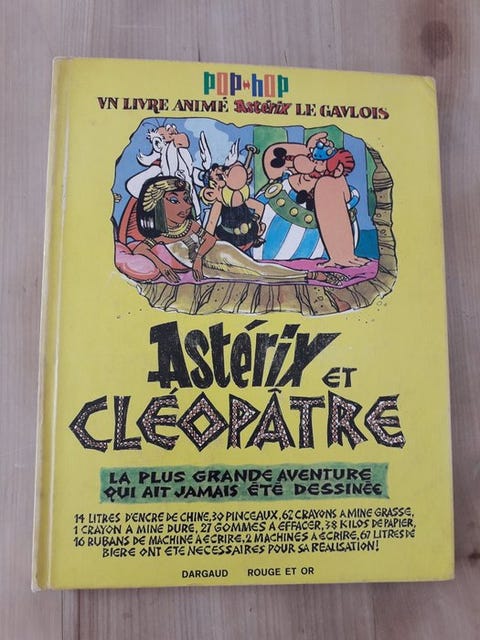 POP-HOP
VN LIVRE ANIMÉ Astérix LE GAVLOIS
Astérix ET
CLÉOPÂTRE
LA PLUS GRANDE AVENTURE
QUI AIT JAMAIS ÉTÉ DESSINÉE
14 LITRES D'ENCRE DE CHINE, 30 PINCEAUX, 62 CRAYONS A MINE GRASSE,
1 CRAYON A MINE DURE, 27 GOMMES A EFFACER, 38 KILOS DE PAPIER,
16 RUBANS DE MACHINE A ECRIRE, 2 MACHINES A ECRIRE, 67 LITRES DE
BIERE ONT ETE NECESSAIRES POUR SA REALISATION!
DARGAUD ROUGE ET OR